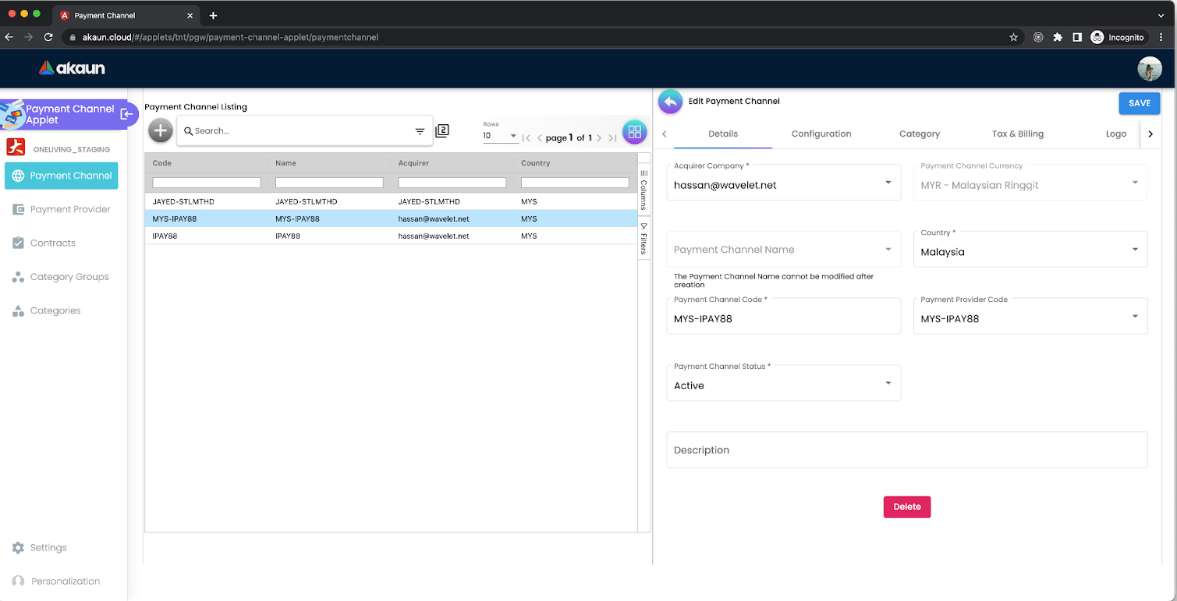 Payment Channel
akaun.cloud/#/applets/tnt/pgw/payment-channel-applet/paymentchannel
Incognito
akaun
Payment Channel
Applet
ONELIVING_STAGING
Payment Channel
Payment Provider
Contracts
Category Groups
Categories
Settings
Personalization
Payment Channel Listing
Search...
2
Rows
10
page 1 of 1
Code Name Acquirer Country
JAYED-STLMTHD JAYED-STLMTHD JAYED-STLMTHD MYS
MYS-IPAY88 MYS-IPAY88 hassan@wavelet.net MYS
IPAY88 IPAY88 hassan@wavelet.net MYS
Columns
Filters
Edit Payment Channel
SAVE
Details Configuration Category Tax & Billing Logo
Acquirer Company *
hassan@wavelet.net
Payment Channel Currency
MYR - Malaysian Ringgit
Payment Channel Name
The Payment Channel Name cannot be modified after
creation
Country *
Malaysia
Payment Channel Code *
MYS-IPAY88
Payment Provider Code
MYS-IPAY88
Payment Channel Status *
Active
Description
Delete